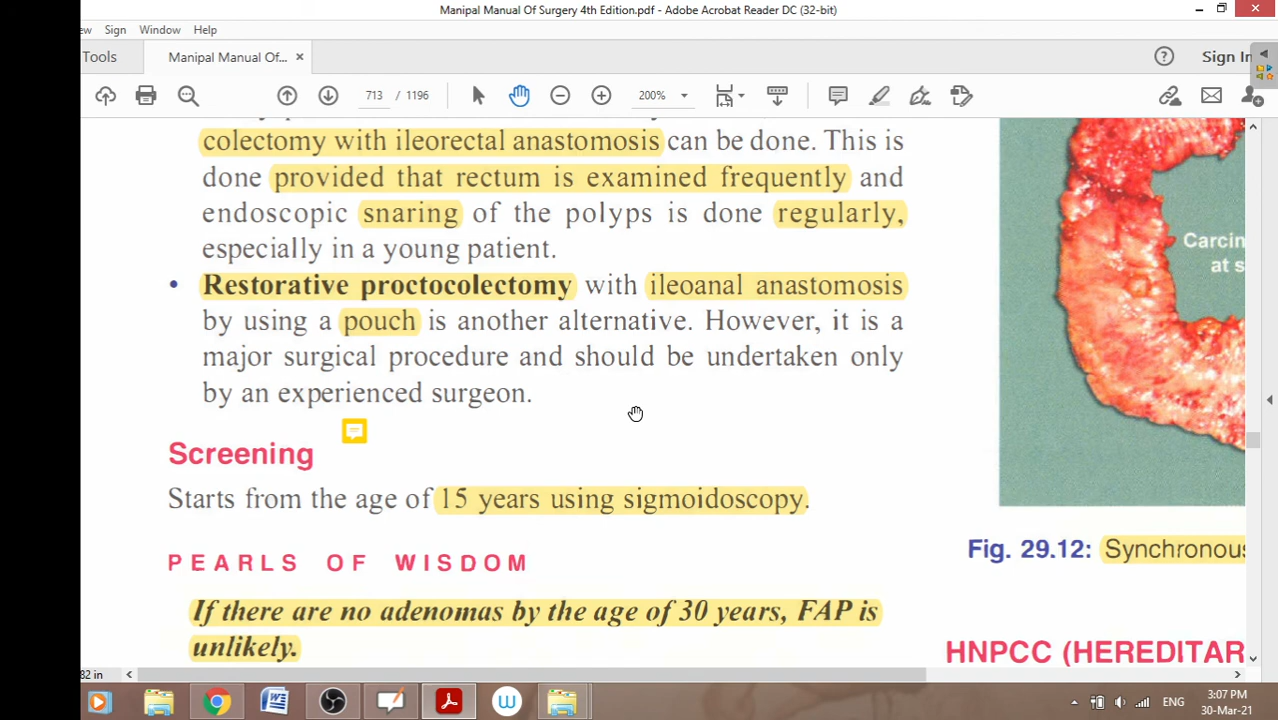 Manipal Manual Of Surgery 4th Edition.pdf - Adobe Acrobat Reader DC (32-bit)
ew Sign Window Help
Tools Manipal Manual Of... × Sign In
713 / 1196 200%
colectomy with ileorectal anastomosis can be done. This is
done provided that rectum is examined frequently and
endoscopic snaring of the polyps is done regularly,
especially in a young patient.
• Restorative proctocolectomy with ileoanal anastomosis
by using a pouch is another alternative. However, it is a
major surgical procedure and should be undertaken only
by an experienced surgeon.
Screening
Starts from the age of 15 years using sigmoidoscopy.
PEARLS OF WISDOM
If there are no adenomas by the age of 30 years, FAP is
unlikely.
Carcin
at s
Fig. 29.12: Synchronous
HNPCC (HEREDITAR
82 in
ENG
3:07 PM
30-Mar-21